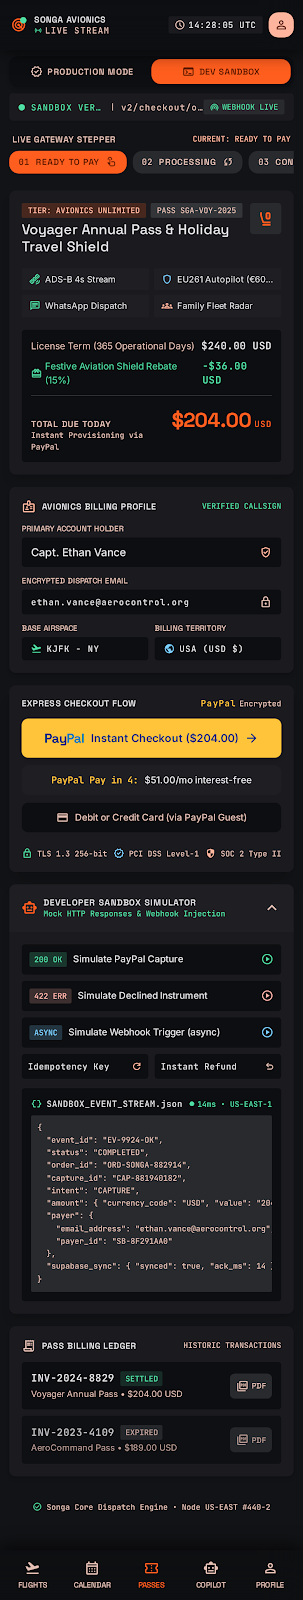 SONGA AVIONICS
LIVE STREAM
14:28:05 UTC
PRODUCTION MODE
DEV SANDBOX
SANDBOX VER… | v2/checkout/o…
WEBHOOK LIVE
LIVE GATEWAY STEPPER
CURRENT: READY TO PAY
01 READY TO PAY
02 PROCESSING
03 CON
TIER: AVIONICS UNLIMITED
PASS SGA-VOY-2025
Voyager Annual Pass & Holiday
Travel Shield
ADS-B 4s Stream
EU261 Autopilot (€60…
WhatsApp Dispatch
Family Fleet Radar
License Term (365 Operational Days) $240.00 USD
Festive Aviation Shield Rebate -$36.00
(15%) USD
TOTAL DUE TODAY
Instant Provisioning via
PayPal
$204.00 USD
AVIONICS BILLING PROFILE
VERIFIED CALLSIGN
PRIMARY ACCOUNT HOLDER
Capt. Ethan Vance
ENCRYPTED DISPATCH EMAIL
ethan.vance@aerocontrol.org
BASE AIRSPACE
BILLING TERRITORY
KJFK - NY
USA (USD $)
EXPRESS CHECKOUT FLOW
PayPal Encrypted
PayPal Instant Checkout ($204.00)
PayPal Pay in 4: $51.00/mo interest-free
Debit or Credit Card (via PayPal Guest)
TLS 1.3 256-bit
PCI DSS Level-1
SOC 2 Type II
DEVELOPER SANDBOX SIMULATOR
Mock HTTP Responses & Webhook Injection
200 OK Simulate PayPal Capture
422 ERR Simulate Declined Instrument
ASYNC Simulate Webhook Trigger (async)
Idempotency Key
Instant Refund
{} SANDBOX_EVENT_STREAM.json
14ms • US-EAST-1
{
"event_id": "EV-9924-OK",
"status": "COMPLETED",
"order_id": "ORD-SONGA-882914",
"capture_id": "CAP-881940182",
"intent": "CAPTURE",
"amount": { "currency_code": "USD", "value": "204
"payer": {
"email_address": "ethan.vance@aerocontrol.org"
"payer_id": "SB-8F291AA0"
},
"supabase_sync": { "synced": true, "ack_ms": 14 }
}
PASS BILLING LEDGER
HISTORIC TRANSACTIONS
INV-2024-8829 SETTLED
Voyager Annual Pass • $204.00 USD
PDF
INV-2023-4109 EXPIRED
AeroCommand Pass • $189.00 USD
PDF
Songa Core Dispatch Engine • Node US-EAST #440-2
FLIGHTS
CALENDAR
PASSES
COPILOT
PROFILE